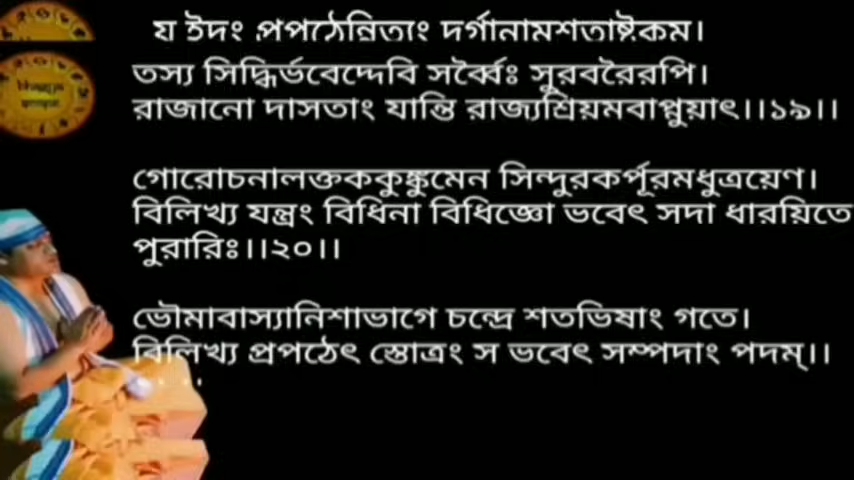 য ইদং প্রপঠেন্নিত্যং দর্গানামশতাষ্টকম।
তস্য সিদ্ধির্ভবেদ্দেবি সর্ব্বৈঃ সুরবরৈরপি।
রাজানো দাসতাং যান্তি রাজ্যশ্রিয়মবাপ্নুয়াৎ।।১৯।।
গোরোচনালক্তককুঙ্কুমেন সিন্দুরকর্পূরমধুত্রয়েণ।
বিলিখ্য যন্ত্রং বিধিনা বিধিজ্ঞো ভবেৎ সদা ধারয়িতে
পুরারিঃ।।২০।।
ভৌমাবাস্যানিশাভাগে চন্দ্রে শতভিষাং গতে।
বিলিখ্য প্রপঠেৎ স্তোত্রং স ভবেৎ সম্পদাং পদম্।।